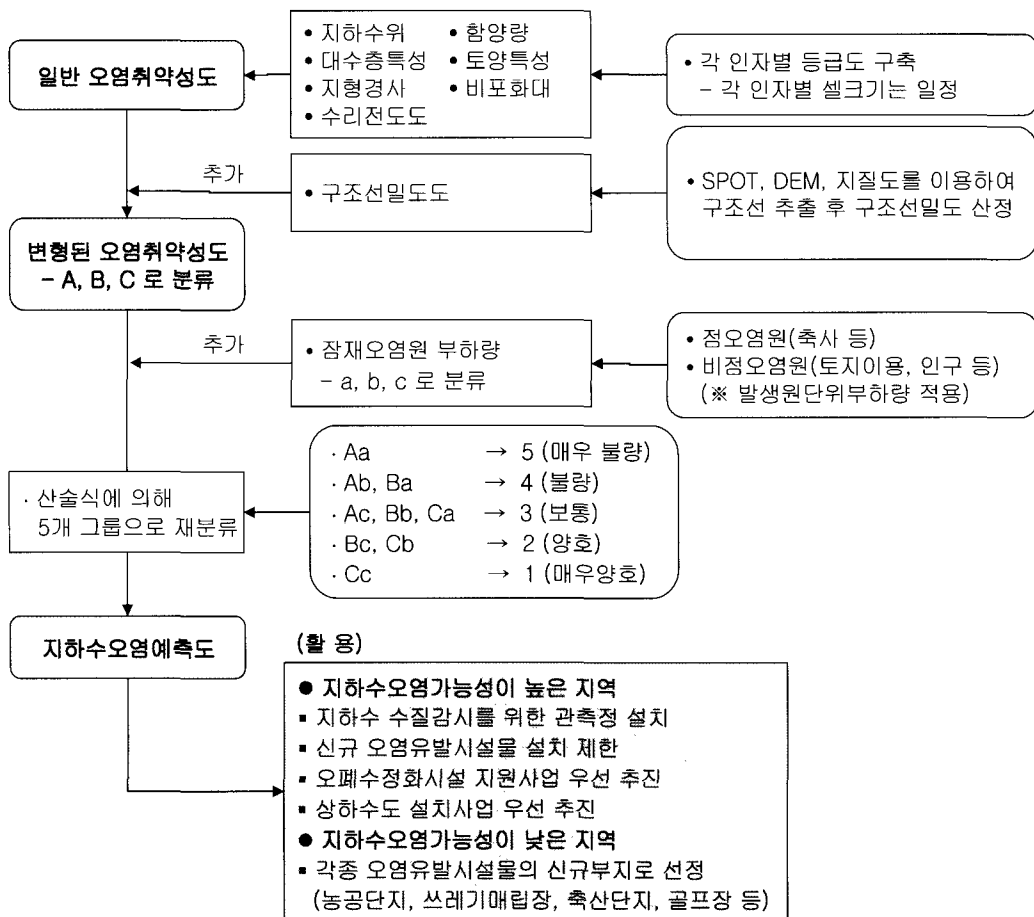 일반 오염취약성도
• 지하수위 • 함양량
• 대수층특성 • 토양특성
• 지형경사 • 비포화대
• 수리전도도
• 각 인자별 등급도 구축
– 각 인자별 셀크기는 일정
추가
• 구조선밀도도
• SPOT, DEM, 지질도를 이용하여
구조선 추출 후 구조선밀도 산정
변형된 오염취약성도
– A, B, C 로 분류
추가
• 잠재오염원 부하량
– a, b, c 로 분류
• 점오염원(축사 등)
• 비점오염원(토지이용, 인구 등)
(※ 발생원단위부하량 적용)
· 산술식에 의해
5개 그룹으로 재분류
· Aa → 5 (매우 불량)
· Ab, Ba → 4 (불량)
· Ac, Bb, Ca → 3 (보통)
· Bc, Cb → 2 (양호)
· Cc → 1 (매우양호)
지하수오염예측도
(활 용)
● 지하수오염가능성이 높은 지역
▪ 지하수 수질감시를 위한 관측정 설치
▪ 신규 오염유발시설물 설치 제한
▪ 오폐수정화시설 지원사업 우선 추진
▪ 상하수도 설치사업 우선 추진
● 지하수오염가능성이 낮은 지역
▪ 각종 오염유발시설물의 신규부지로 선정
(농공단지, 쓰레기매립장, 축산단지, 골프장 등)